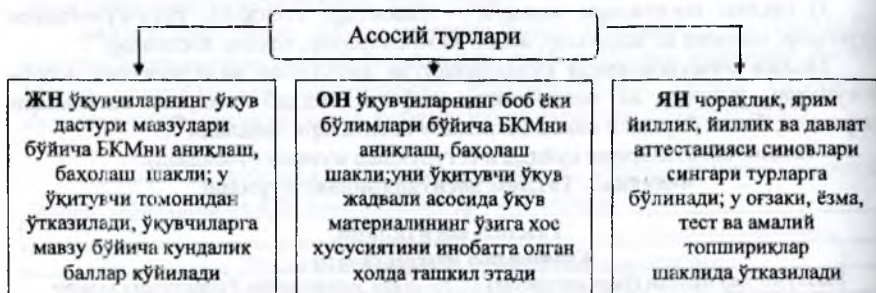 Асосий турлари
ЖН ўқувчиларнинг ўқув
дастури мавзулари
бўйича БКМни аниқлаш,
баҳолаш шакли; у
ўқитувчи томонидан
ўтказилади, ўқувчиларга
мавзу бўйича кундалик
баллар қўйилади
ОН ўқувчиларнинг боб ёки
бўлимлари бўйича БКМни
аниқлаш, баҳолаш
шакли;уни ўқитувчи ўқув
жадвали асосида ўқув
материалининг ўзига хос
хусусиятини инобатга олган
ҳолда ташкил этади
ЯН чораклик, ярим
йиллик, йиллик ва давлат
аттестацияси синовлари
сингари турларга
бўлинади; у оғзаки, ёзма,
тест ва амалий
топшириқлар
шаклида ўтказилади